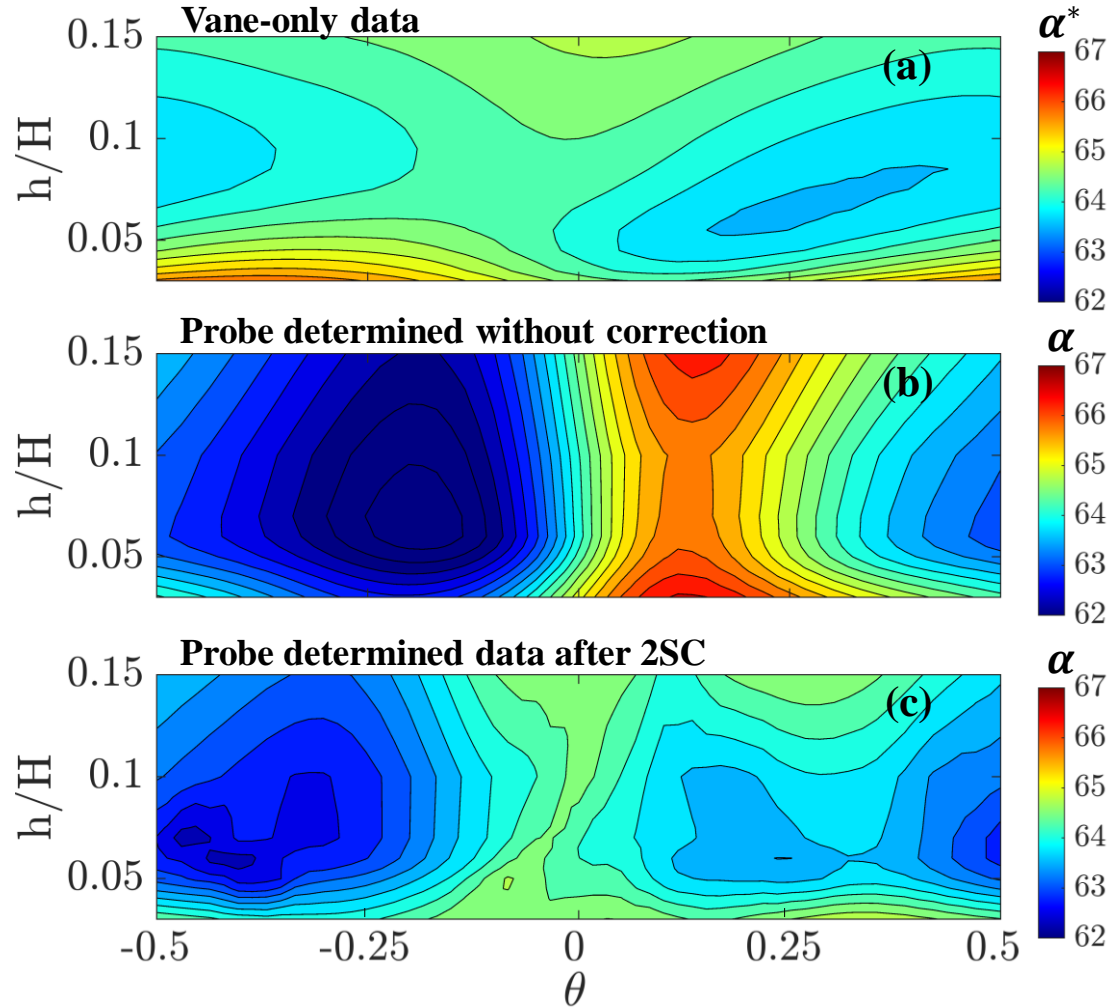 Vane-only data
α*
(a)
0.15
0.1
0.05
h/H
67
66
65
64
63
62
Probe determined without correction
α
(b)
0.15
0.1
0.05
h/H
67
66
65
64
63
62
Probe determined data after 2SC
α
(c)
0.15
0.1
0.05
h/H
67
66
65
64
63
62
-0.5 -0.25 0 0.25 0.5
θ